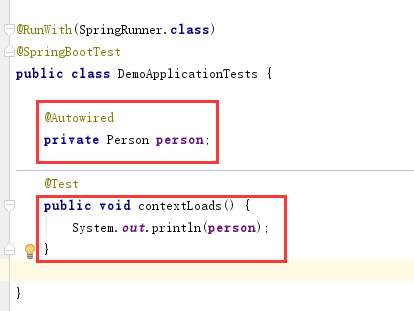 @RunWith(SpringRunner.class)
@SpringBootTest
public class DemoApplicationTests {
@Autowired
private Person person;
@Test
public void contextLoads() {
System.out.println(person);
}
}